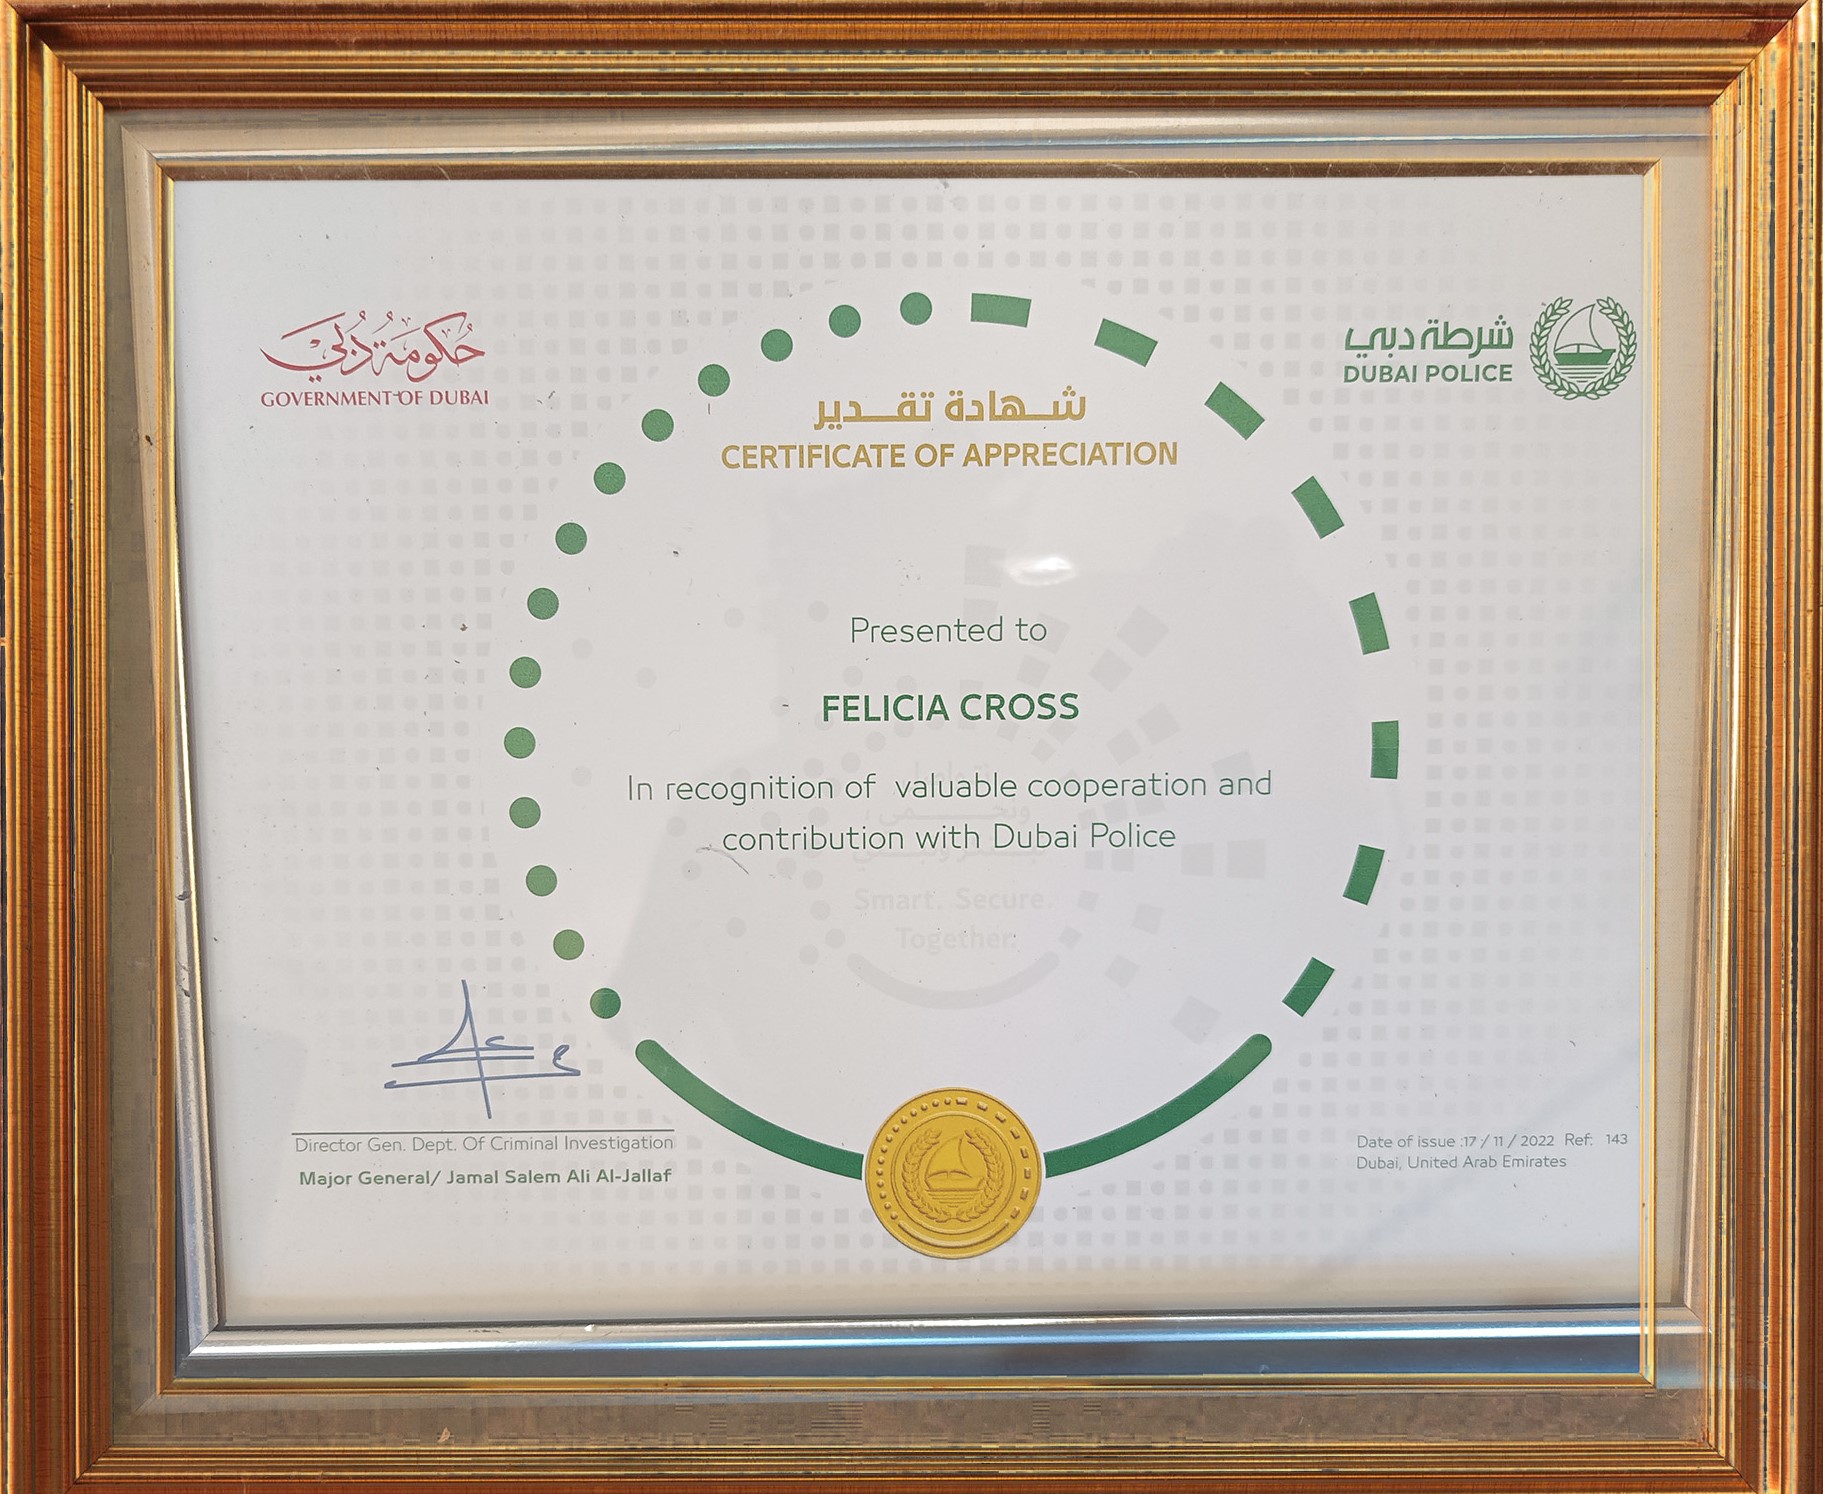 حكومة دبي
GOVERNMENT OF DUBAI
شرطة دبي
DUBAI POLICE
شهادة تقدير
CERTIFICATE OF APPRECIATION
Presented to
FELICIA CROSS
In recognition of valuable cooperation and
contribution with Dubai Police
Smart. Secure.
Together.
Director Gen. Dept. Of Criminal Investigation
Major General/ Jamal Salem Ali Al-Jallaf
Date of issue :17 / 11 / 2022 Ref: 143
Dubai, United Arab Emirates